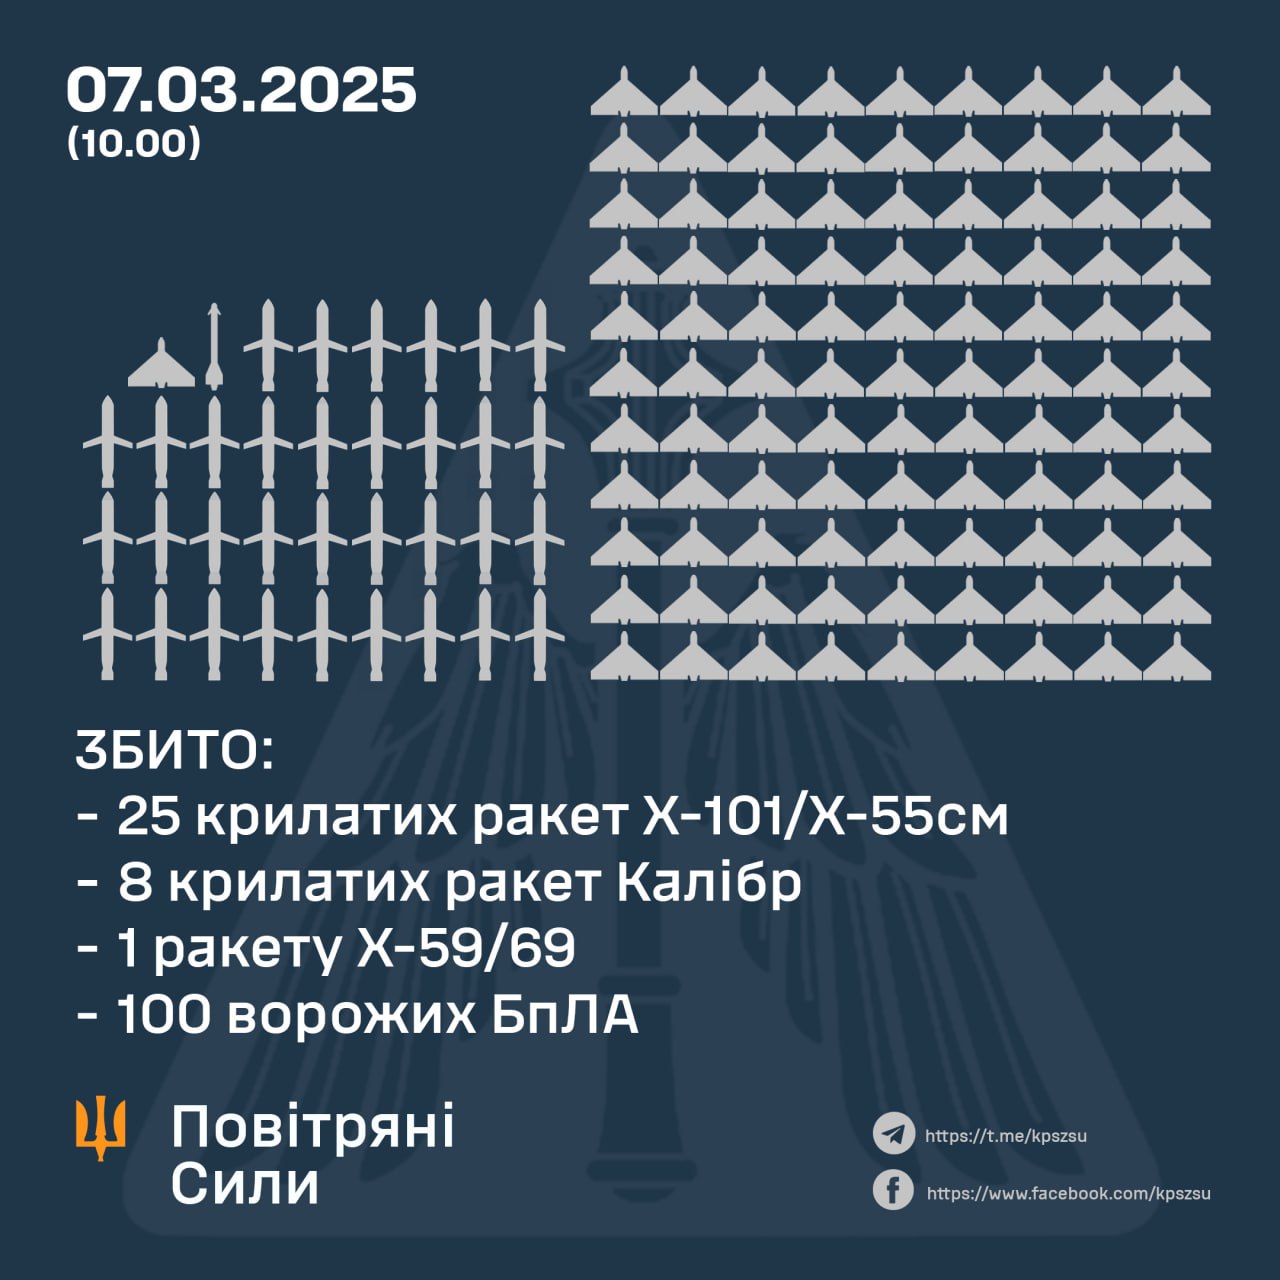 07.03.2025
(10.00)
ЗБИТО:
- 25 крилатих ракет Х-101/Х-55см
- 8 крилатих ракет Калібр
- 1 ракету Х-59/69
- 100 ворожих БпЛА
Повітряні
Сили
https://t.me/kpszsu
https://www.facebook.com/kpszsu